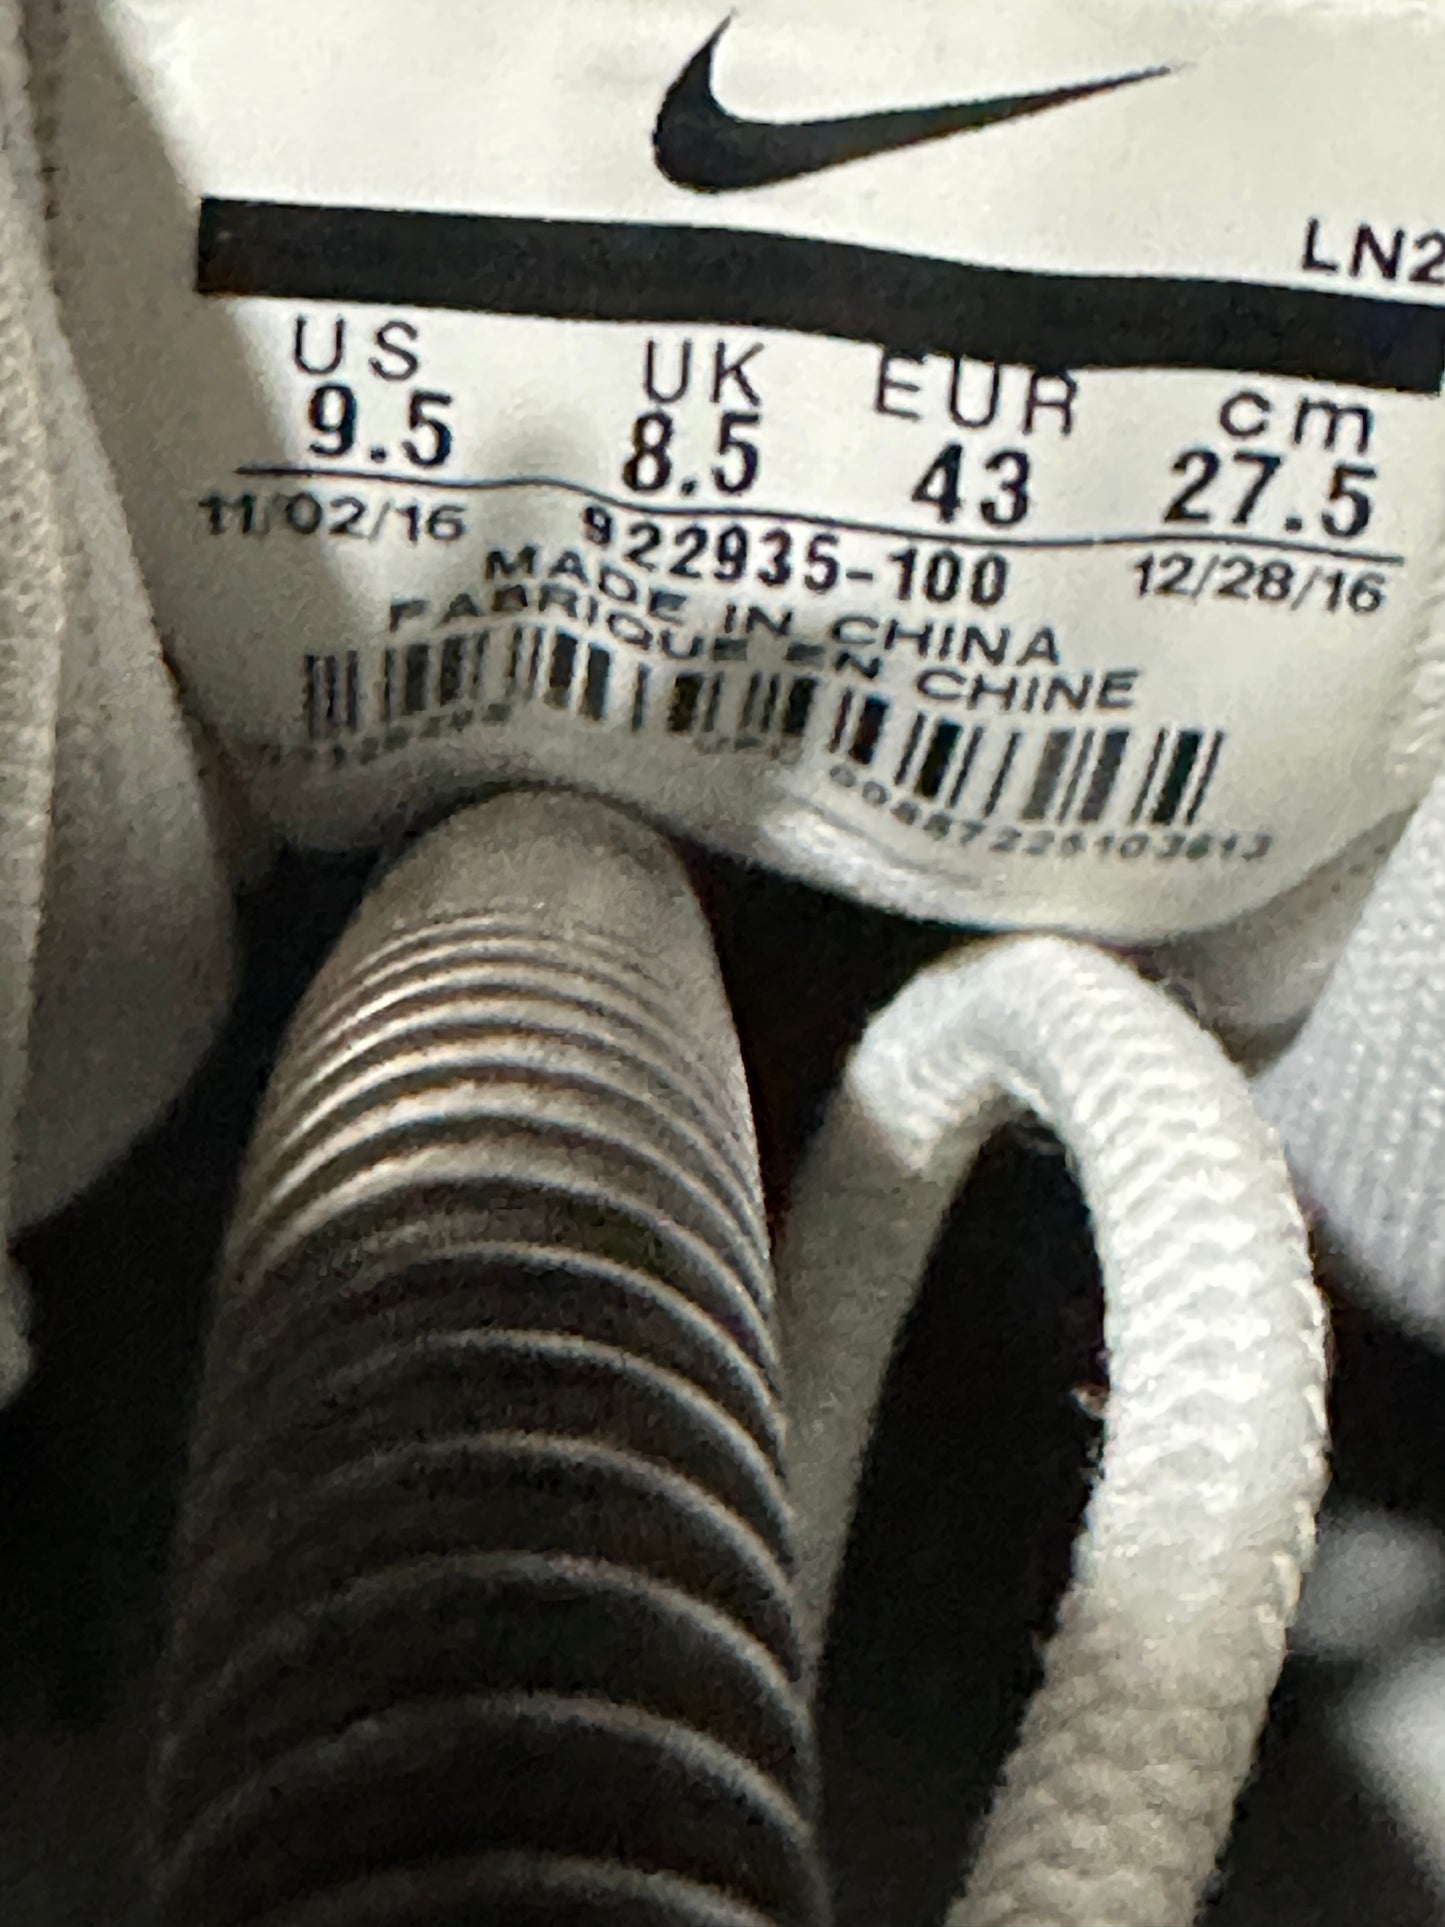 LN2
US UK EUR cm
9.5 8.5 43 27.5
11/02/16 922935-100 12/28/16
MADE IN CHINA
FABRIQUE EN CHINE
00887225103613